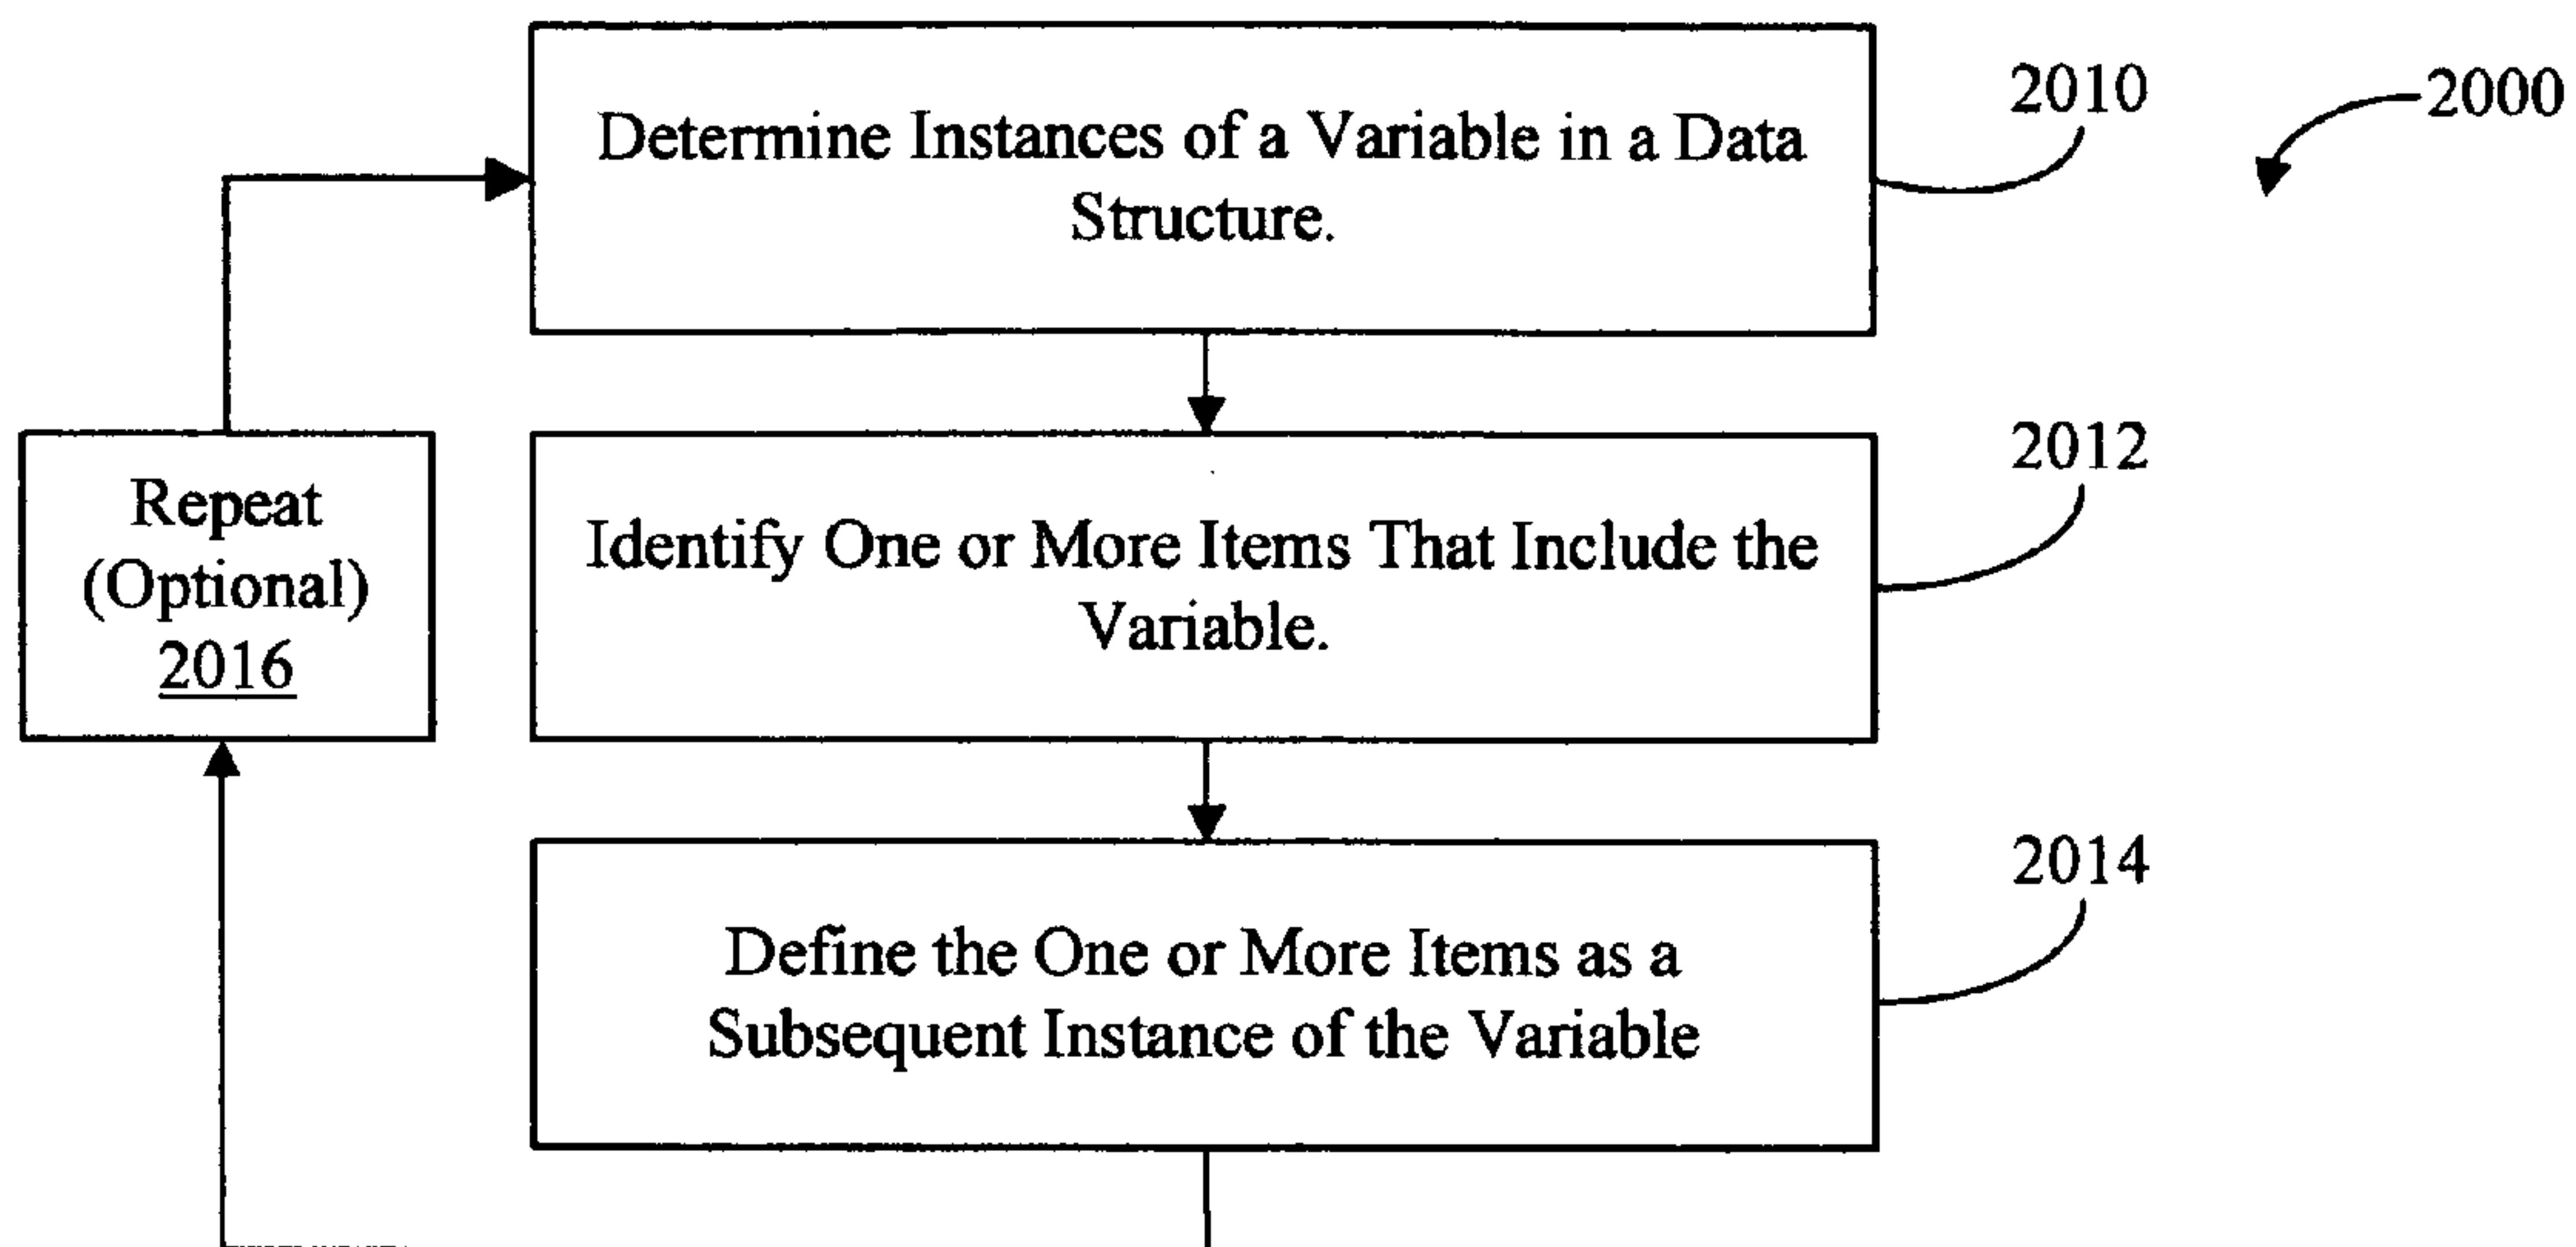 Determine Instances of a Variable in a Data
Structure.
2010
2000
Repeat
(Optional)
2016
Identify One or More Items That Include the
Variable.
2012
Define the One or More Items as a
Subsequent Instance of the Variable
2014